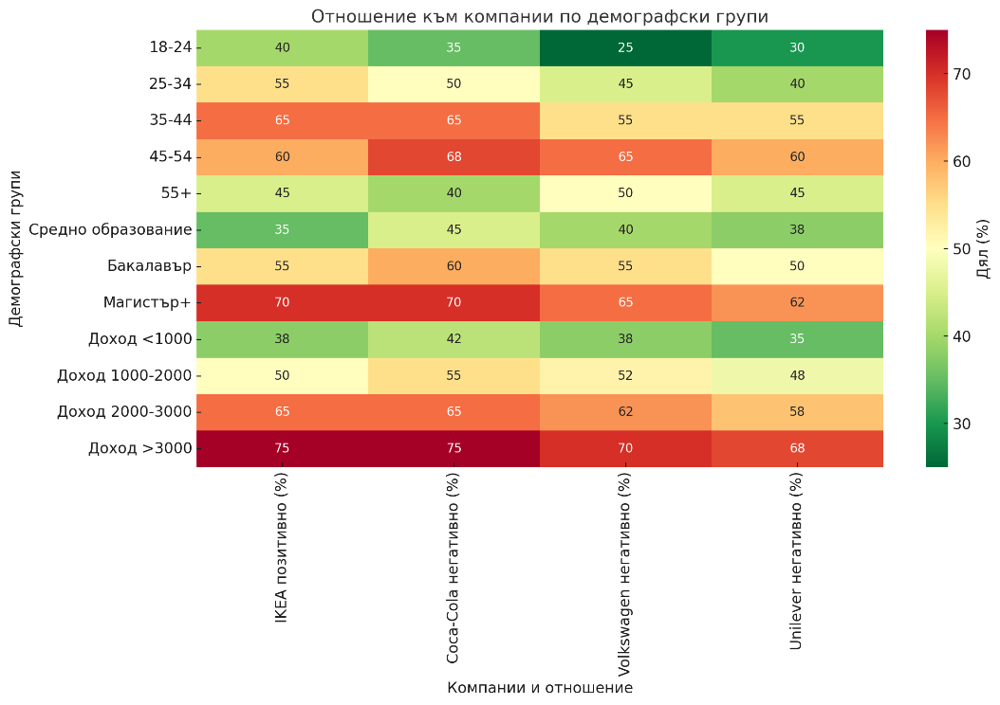 Отношение към компании по демографски групи
18-24 40 35 25 30
25-34 55 50 45 40
35-44 65 65 55 55
45-54 60 68 65 60
55+ 45 40 50 45
Средно образование 35 45 40 38
Бакалавър 55 60 55 50
Магистър+ 70 70 65 62
Доход <1000 38 42 38 35
Доход 1000-2000 50 55 52 48
Доход 2000-3000 65 65 62 58
Доход >3000 75 75 70 68
Демографски групи
IKEA позитивно (%)
Coca-Cola негативно (%)
Volkswagen негативно (%)
Unilever негативно (%)
Компании и отношение
70
60
50
40
30
Дял (%)